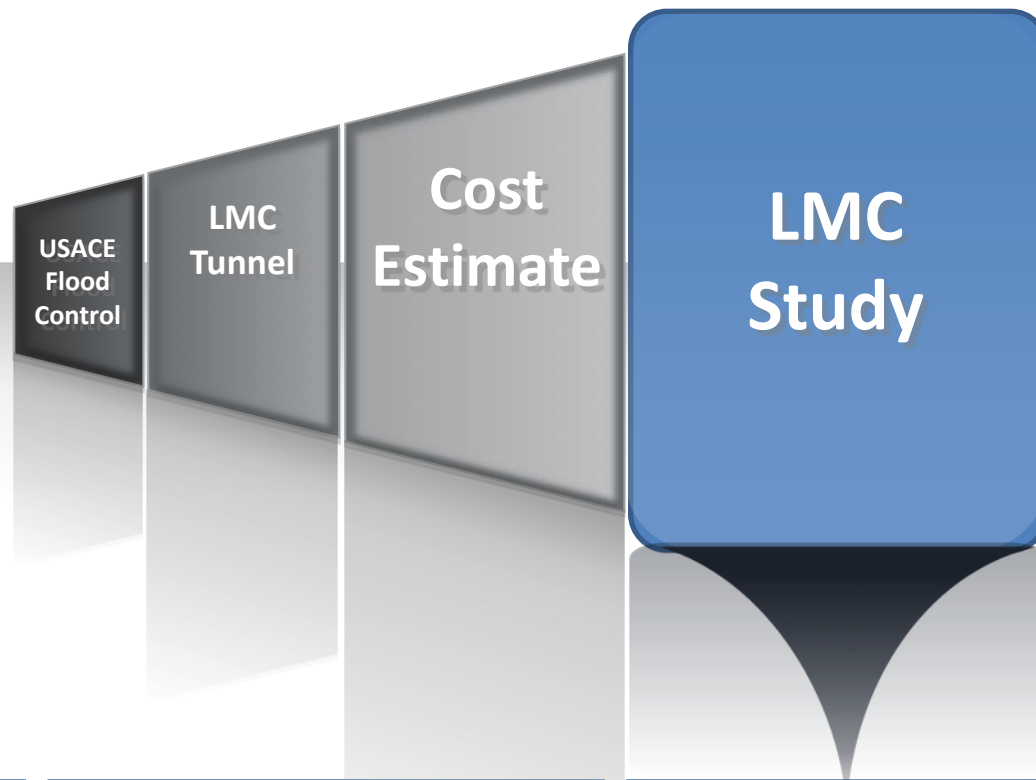 USACE
Flood
Control
LMC
Tunnel
Cost
Estimate
LMC
Study